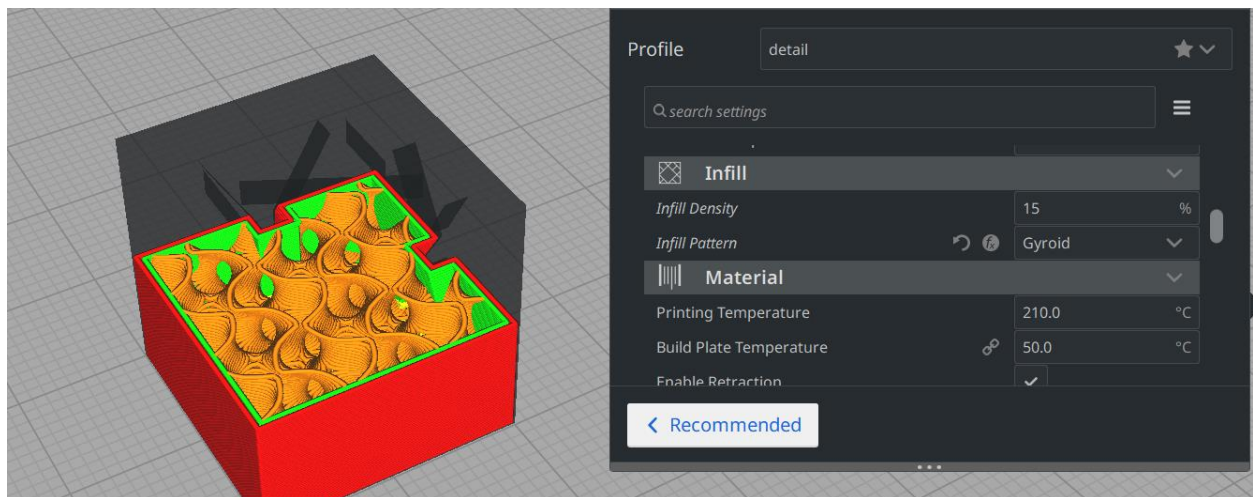 Profile detail
search settings
Infill
Infill Density 15 %
Infill Pattern Gyroid
Material
Printing Temperature 210.0 °C
Build Plate Temperature 50.0 °C
Enable Retraction
Recommended